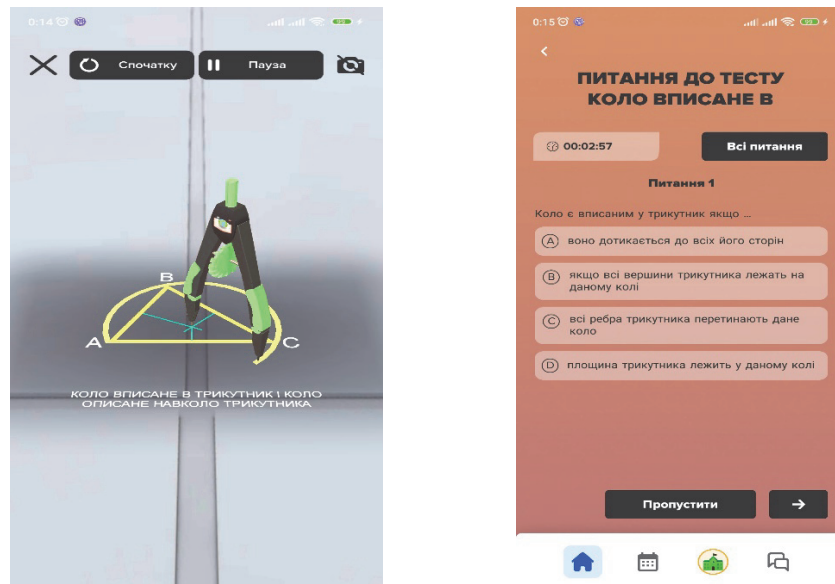 0:14
Спочатку
Пауза
B
A
C
КОЛО ВПИСАНЕ В ТРИКУТНИК І КОЛО
ОПИСАНЕ НАВКОЛО ТРИКУТНИКА
0:15
ПИТАННЯ ДО ТЕСТУ
КОЛО ВПИСАНЕ В
00:02:57
Всі питання
Питання 1
Коло є вписаним у трикутник якщо ...
A воно дотикається до всіх його сторін
B якщо всі вершини трикутника лежать на
даному колі
C всі ребра трикутника перетинають дане
коло
D площина трикутника лежить у даному колі
Пропустити